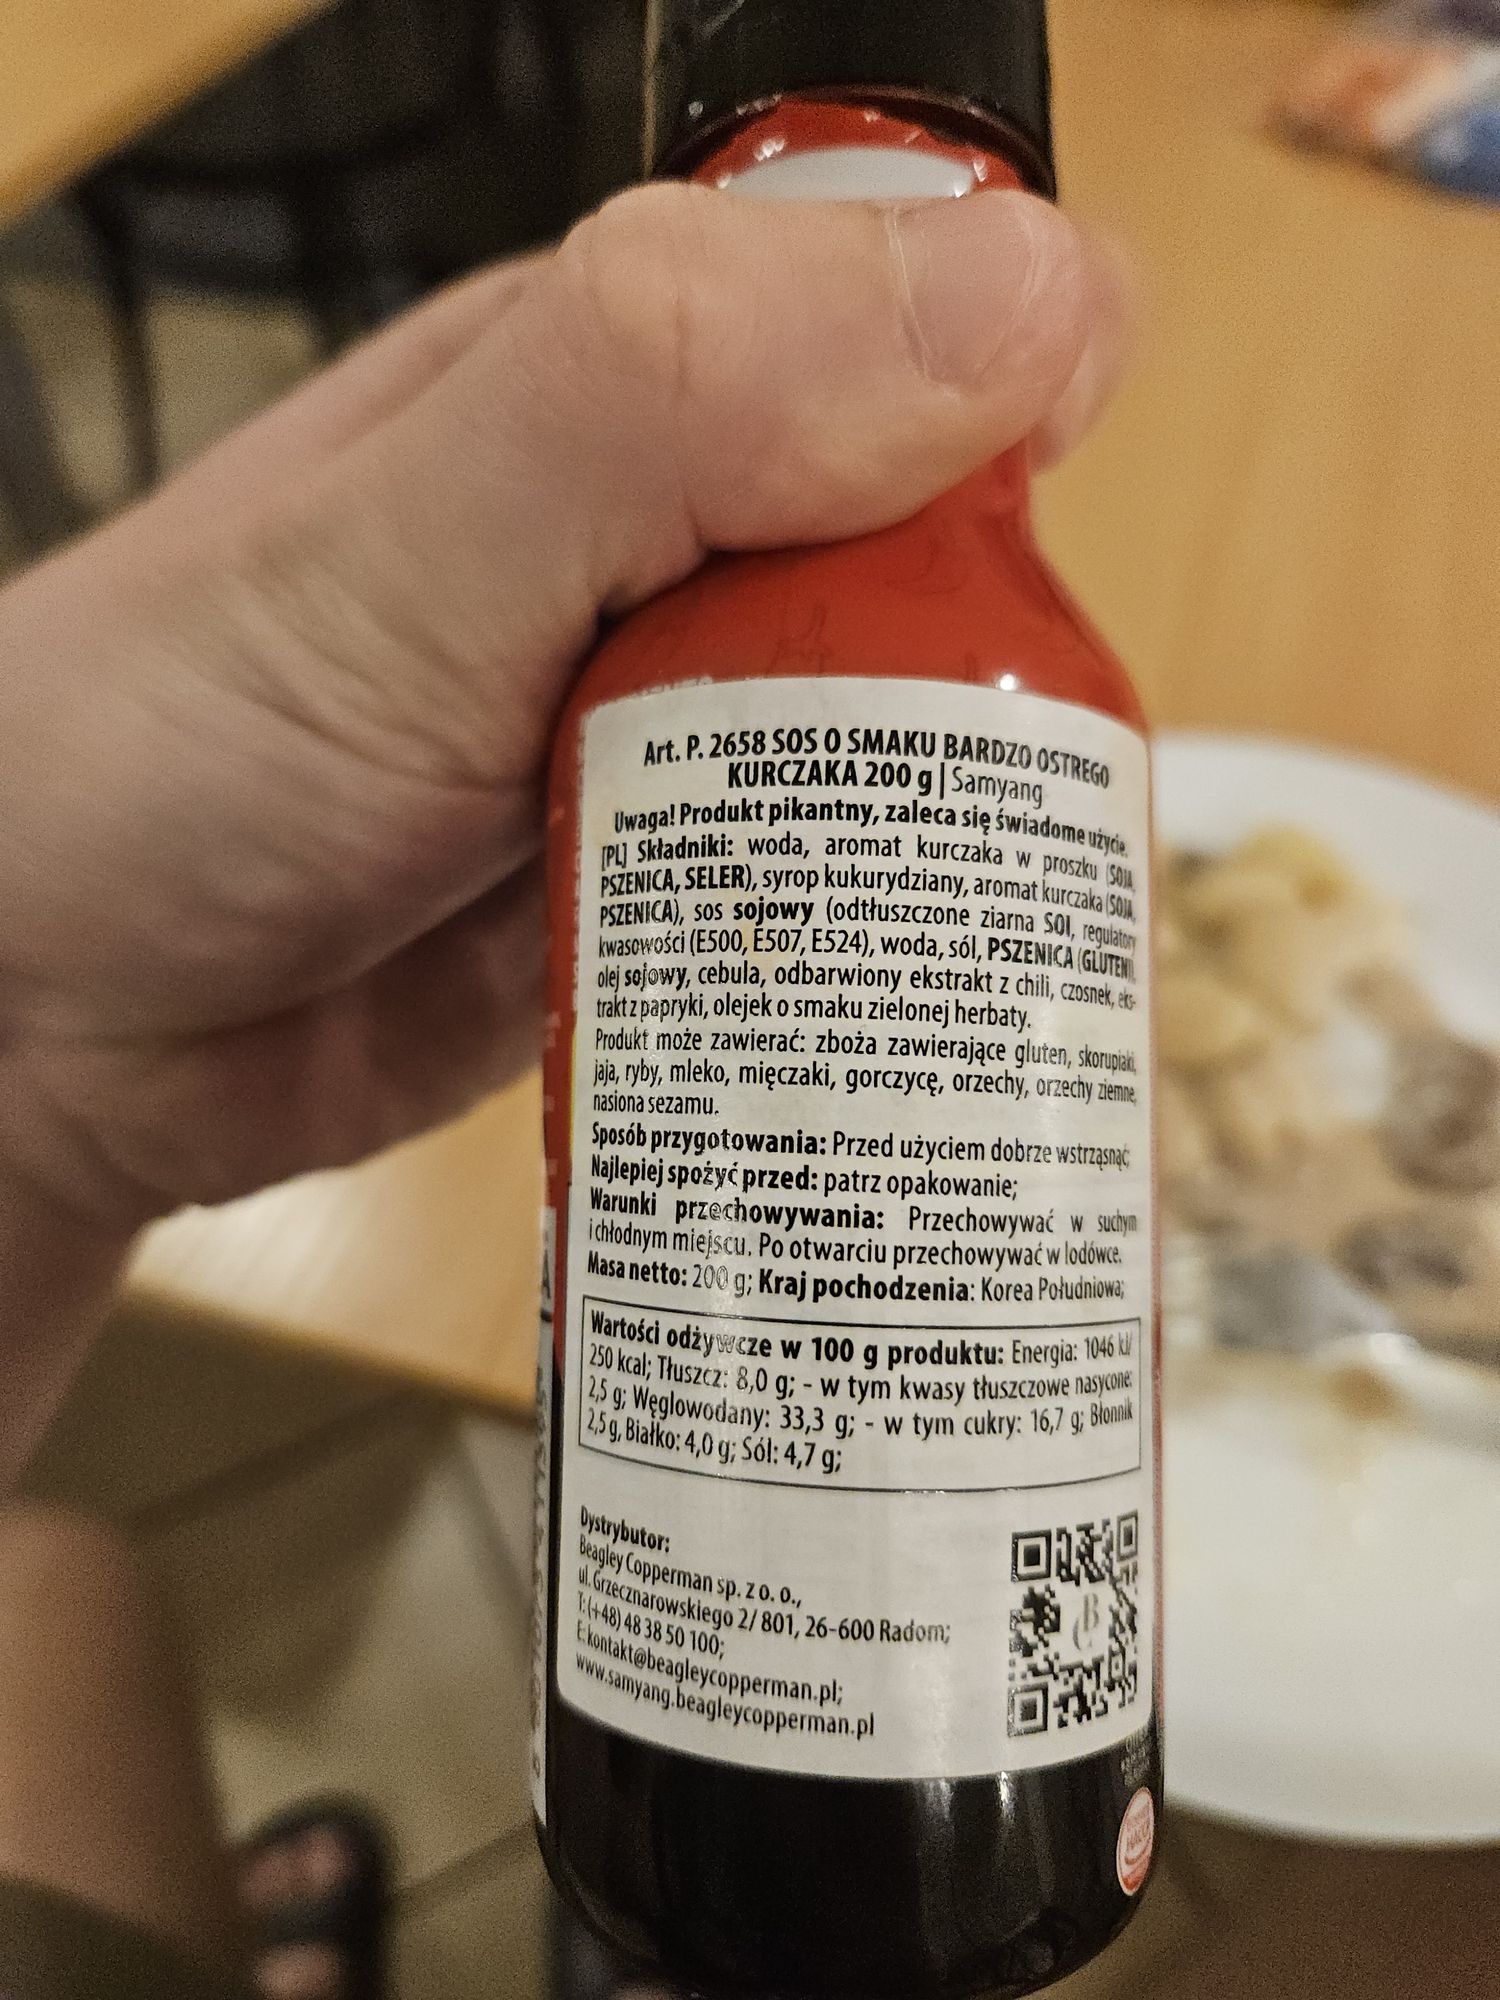 Art. P. 2658 SOS O SMAKU BARDZO OSTREGO
KURCZAKA 200 g | Samyang
Uwaga! Produkt pikantny, zaleca się świadome użycie.
[PL] Składniki: woda, aromat kurczaka w proszku (SOJA,
PSZENICA, SELER), syrop kukurydziany, aromat kurczaka (SOJA,
PSZENICA), sos sojowy (odtłuszczone ziarna SOI, regulatory
kwasowości (E500, E507, E524), woda, sól, PSZENICA (GLUTEN)),
olej sojowy, cebula, odbarwiony ekstrakt z chili, czosnek, eks-
trakt z papryki, olejek o smaku zielonej herbaty.
Produkt może zawierać: zboża zawierające gluten, skorupiaki,
jaja, ryby, mleko, mięczaki, gorczycę, orzechy, orzechy ziemne,
nasiona sezamu.
Sposób przygotowania: Przed użyciem dobrze wstrząsnąć;
Najlepiej spożyć przed: patrz opakowanie;
Warunki przechowywania: Przechowywać w suchym
i chłodnym miejscu. Po otwarciu przechowywać w lodówce.
Masa netto: 200 g; Kraj pochodzenia: Korea Południowa;
Wartości odżywcze w 100 g produktu: Energia: 1046 kJ/
250 kcal; Tłuszcz: 8,0 g; - w tym kwasy tłuszczowe nasycone:
2,5 g; Węglowodany: 33,3 g; - w tym cukry: 16,7 g; Błonnik
2,5 g, Białko: 4,0 g; Sól: 4,7 g;
Dystrybutor:
Beagley Copperman sp. z o. o.,
ul. Grzecznarowskiego 2/ 801, 26-600 Radom;
T: (+48) 48 38 50 100;
E: kontakt@beagleycopperman.pl;
www.samyang.beagleycopperman.pl